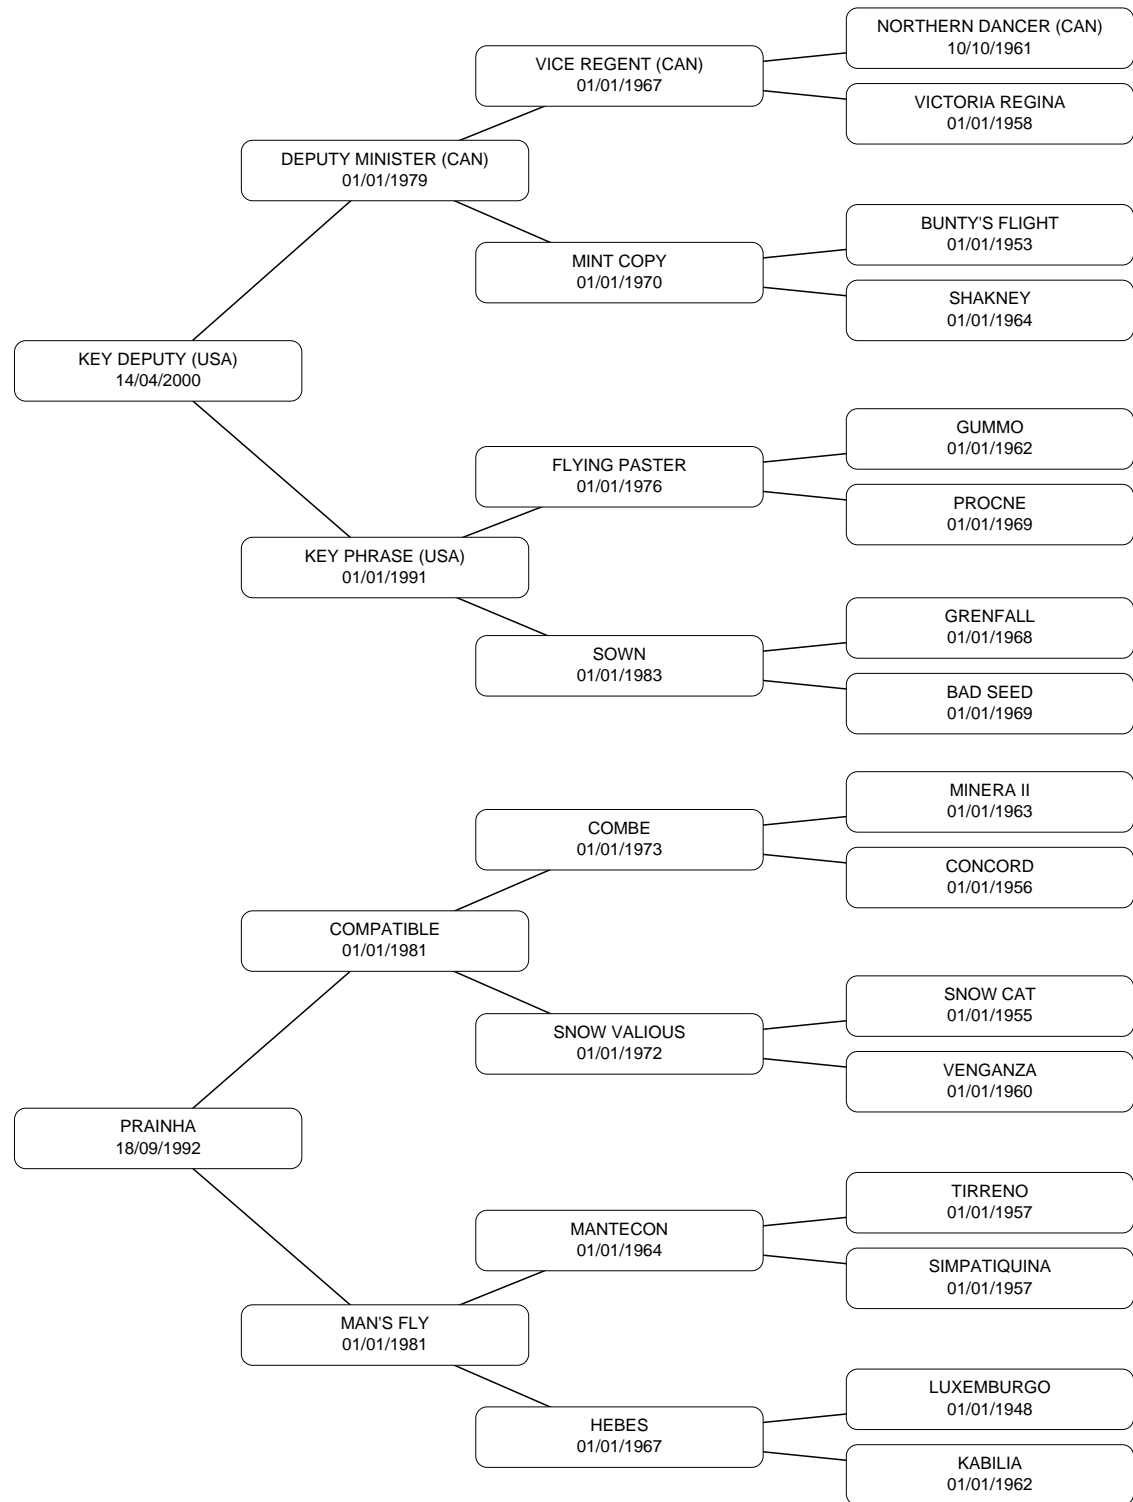 NORTHERN DANCER (CAN)
10/10/1961
VICE REGENT (CAN)
01/01/1967
VICTORIA REGINA
01/01/1958
DEPUTY MINISTER (CAN)
01/01/1979
BUNTY'S FLIGHT
01/01/1953
MINT COPY
01/01/1970
SHAKNEY
01/01/1964
KEY DEPUTY (USA)
14/04/2000
GUMMO
01/01/1962
FLYING PASTER
01/01/1976
PROCNE
01/01/1969
KEY PHRASE (USA)
01/01/1991
GRENFALL
01/01/1968
SOWN
01/01/1983
BAD SEED
01/01/1969
MINERA II
01/01/1963
COMBE
01/01/1973
CONCORD
01/01/1956
COMPATIBLE
01/01/1981
SNOW CAT
01/01/1955
SNOW VALIOUS
01/01/1972
VENGANZA
01/01/1960
PRAINHA
18/09/1992
TIRRENO
01/01/1957
MANTECON
01/01/1964
SIMPATIQUINA
01/01/1957
MAN'S FLY
01/01/1981
LUXEMBURGO
01/01/1948
HEBES
01/01/1967
KABILIA
01/01/1962